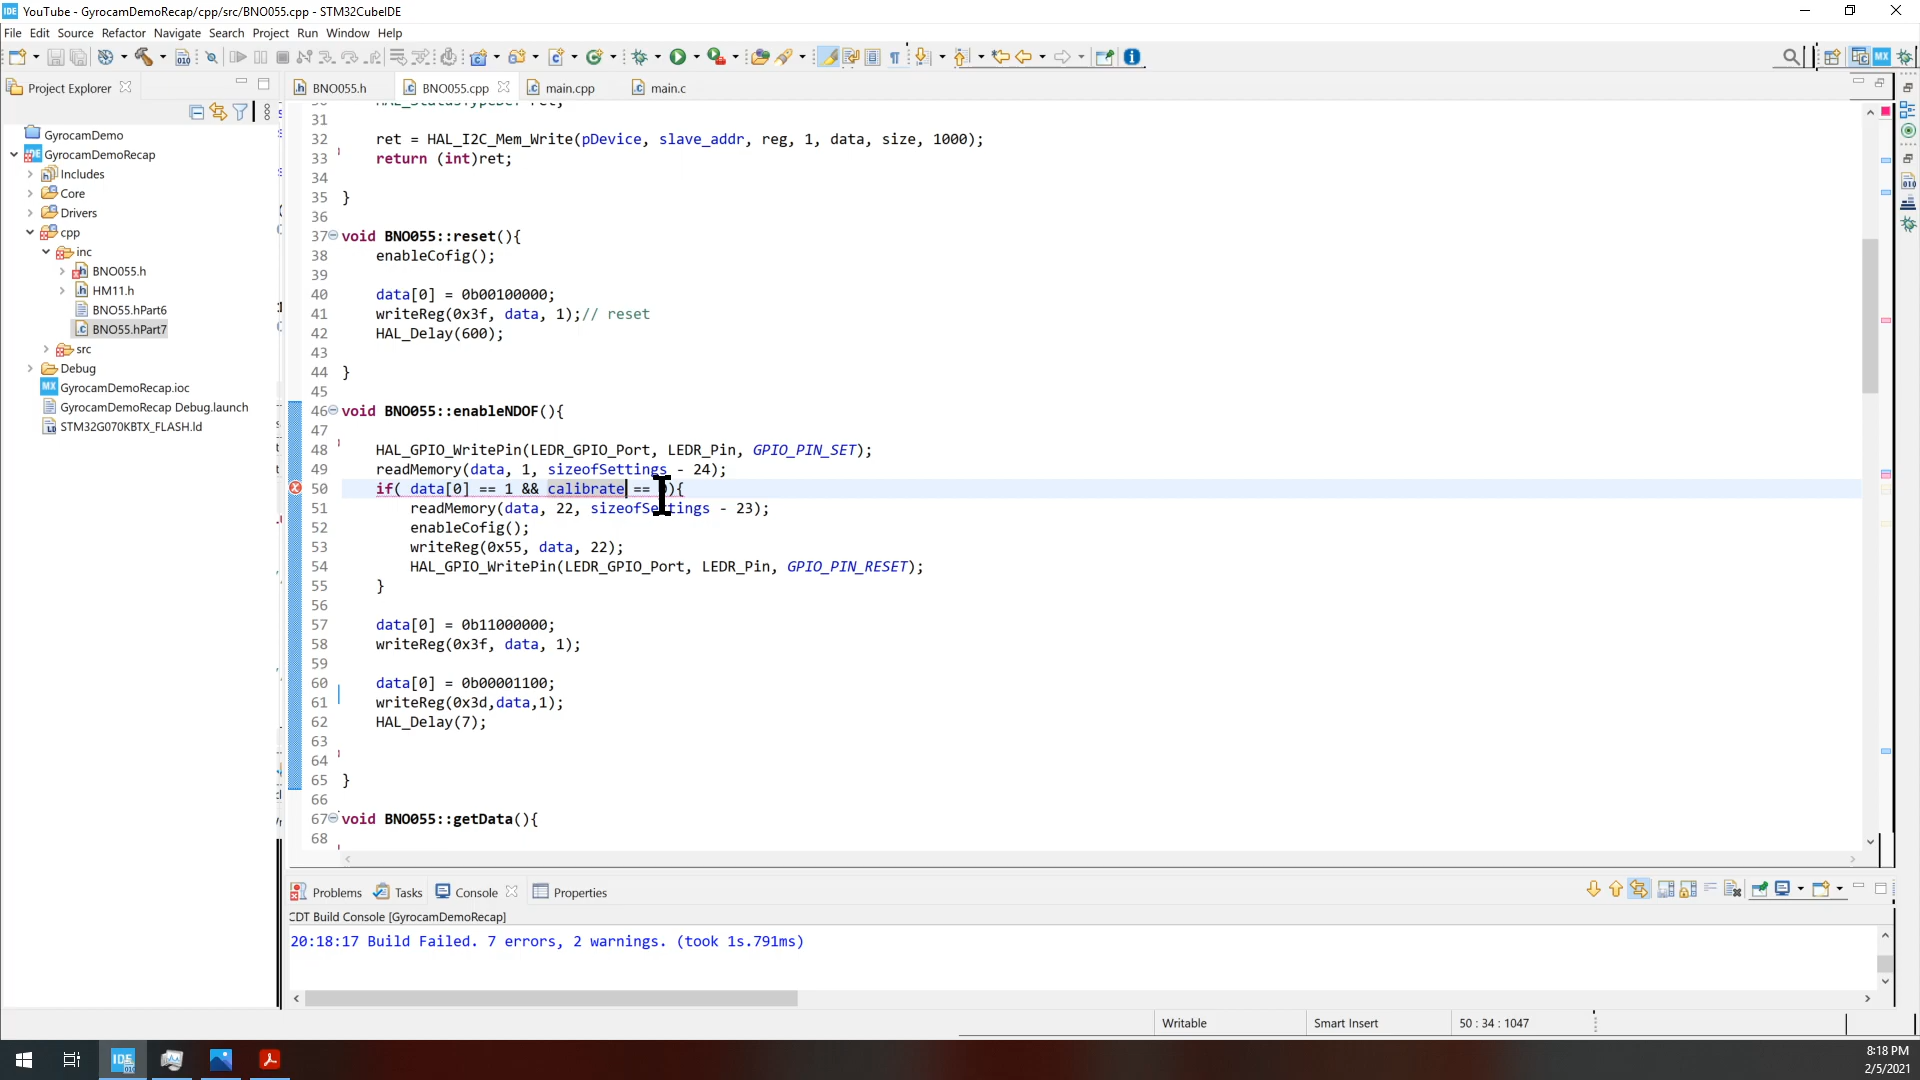 YouTube - GyrocamDemoRecap/cpp/src/BNO055.cpp - STM32CubeIDE
File Edit Source Refactor Navigate Search Project Run Window Help
Project Explorer
BNO055.h
BNO055.cpp
main.cpp
main.c
GyrocamDemo
GyrocamDemoRecap
Includes
Core
Drivers
cpp
inc
BNO055.h
HM11.h
BNO55.hPart6
BNO55.hPart7
src
Debug
GyrocamDemoRecap.ioc
GyrocamDemoRecap Debug.launch
STM32G070KBTX_FLASH.ld
31
32 ret = HAL_I2C_Mem_Write(pDevice, slave_addr, reg, 1, data, size, 1000);
33 return (int)ret;
34
35 }
36
37 void BNO055::reset(){
38 enableCofig();
39
40 data[0] = 0b00100000;
41 writeReg(0x3f, data, 1);// reset
42 HAL_Delay(600);
43
44 }
45
46 void BNO055::enableNDOF(){
47
48 HAL_GPIO_WritePin(LEDR_GPIO_Port, LEDR_Pin, GPIO_PIN_SET);
49 readMemory(data, 1, sizeofSettings - 24);
50 if( data[0] == 1 && calibrate == ){
51 readMemory(data, 22, sizeofSettings - 23);
52 enableCofig();
53 writeReg(0x55, data, 22);
54 HAL_GPIO_WritePin(LEDR_GPIO_Port, LEDR_Pin, GPIO_PIN_RESET);
55 }
56
57 data[0] = 0b11000000;
58 writeReg(0x3f, data, 1);
59
60 data[0] = 0b00001100;
61 writeReg(0x3d,data,1);
62 HAL_Delay(7);
63
64
65 }
66
67 void BNO055::getData(){
68
Problems Tasks Console Properties
CDT Build Console [GyrocamDemoRecap]
20:18:17 Build Failed. 7 errors, 2 warnings. (took 1s.791ms)
Writable Smart Insert 50 : 34 : 1047
8:18 PM
2/5/2021